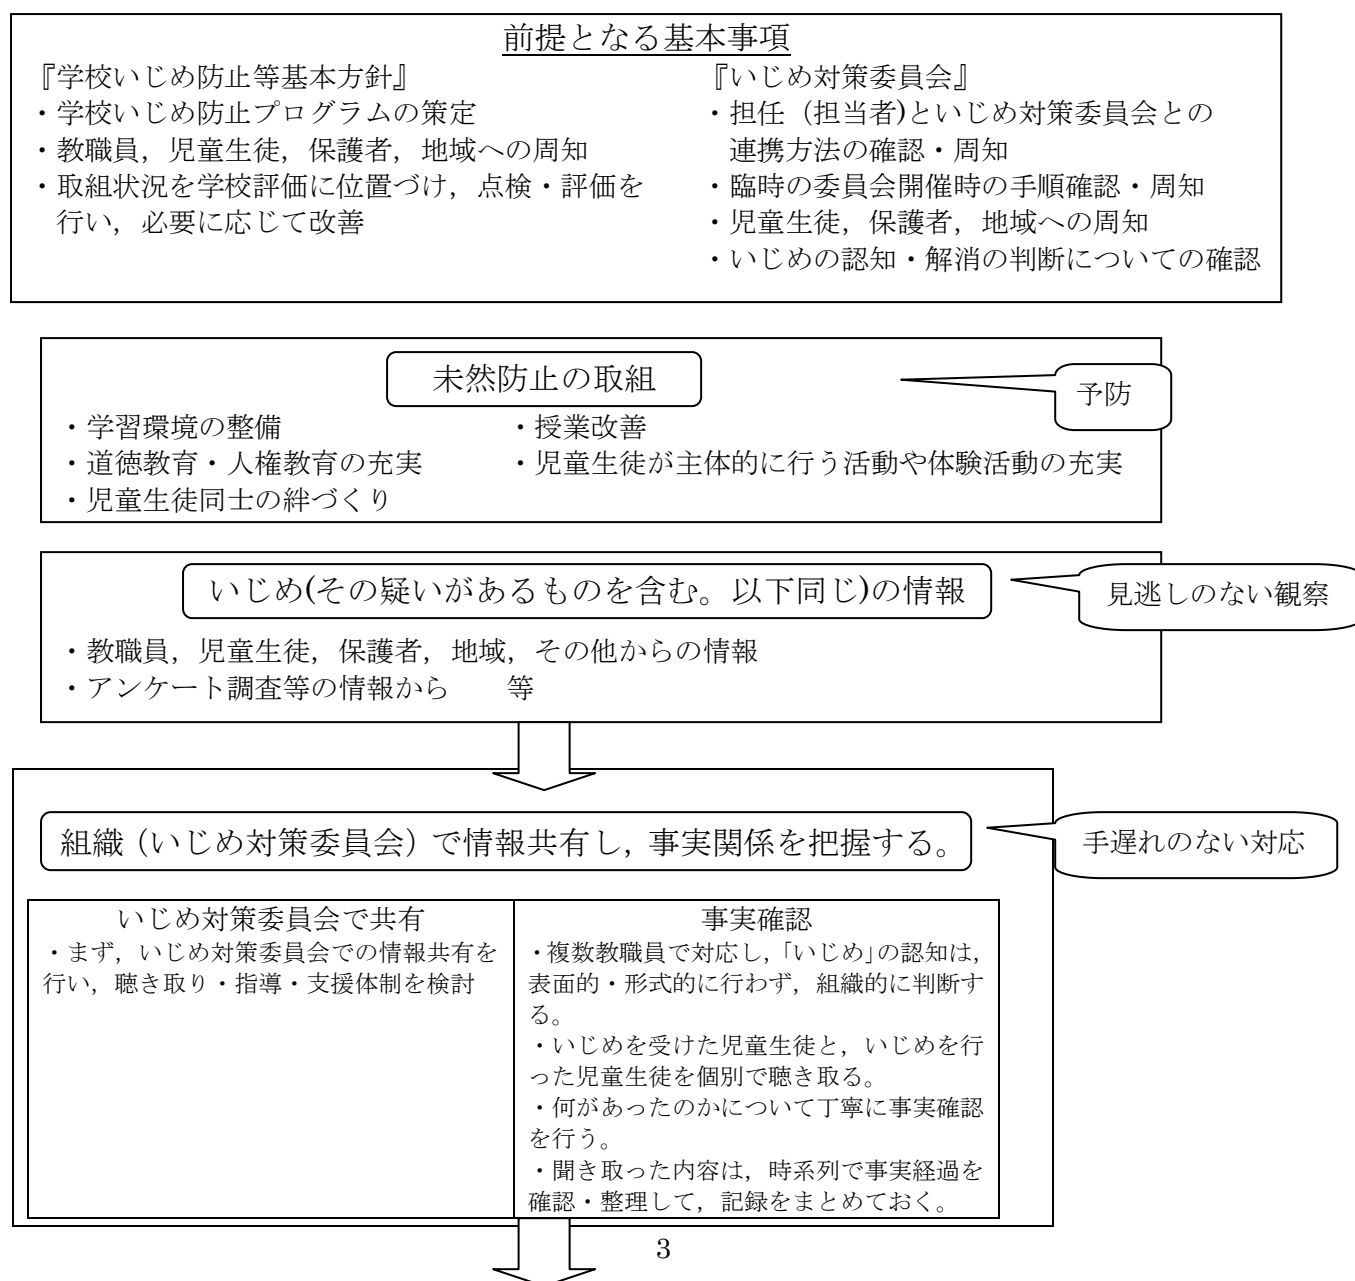 前提となる基本事項
『学校いじめ防止等基本方針』
・学校いじめ防止プログラムの策定
・教職員，児童生徒，保護者，地域への周知
・取組状況を学校評価に位置づけ，点検・評価を
行い，必要に応じて改善
『いじめ対策委員会』
・担任（担当者)といじめ対策委員会との
連携方法の確認・周知
・臨時の委員会開催時の手順確認・周知
・児童生徒，保護者，地域への周知
・いじめの認知・解消の判断についての確認
未然防止の取組
予防
・学習環境の整備
・授業改善
・道徳教育・人権教育の充実
・児童生徒が主体的に行う活動や体験活動の充実
・児童生徒同士の絆づくり
いじめ(その疑いがあるものを含む。以下同じ)の情報
見逃しのない観察
・教職員，児童生徒，保護者，地域，その他からの情報
・アンケート調査等の情報から　　等
組織（いじめ対策委員会）で情報共有し，事実関係を把握する。
手遅れのない対応
いじめ対策委員会で共有
・まず，いじめ対策委員会での情報共有を
行い，聴き取り・指導・支援体制を検討
事実確認
・複数教職員で対応し，「いじめ」の認知は，
表面的・形式的に行わず，組織的に判断す
る。
・いじめを受けた児童生徒と，いじめを行
った児童生徒を個別で聴き取る。
・何があったのかについて丁寧に事実確認
を行う。
・聞き取った内容は，時系列で事実経過を
確認・整理して，記録をまとめておく。
3